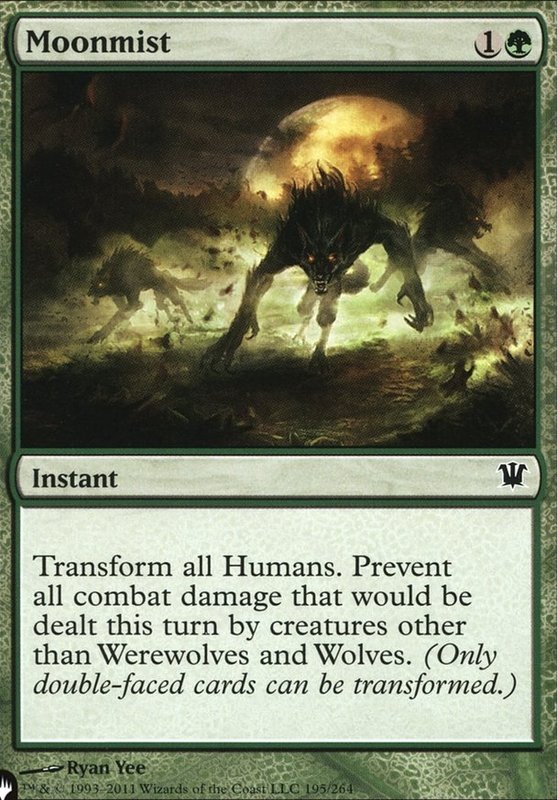 Moonmist 1
Instant
Transform all Humans. Prevent
all combat damage that would be
dealt this turn by creatures other
than Werewolves and Wolves. (Only
double-faced cards can be transformed.)
Ryan Yee
™ & © 1993-2011 Wizards of the Coast LLC 195/264